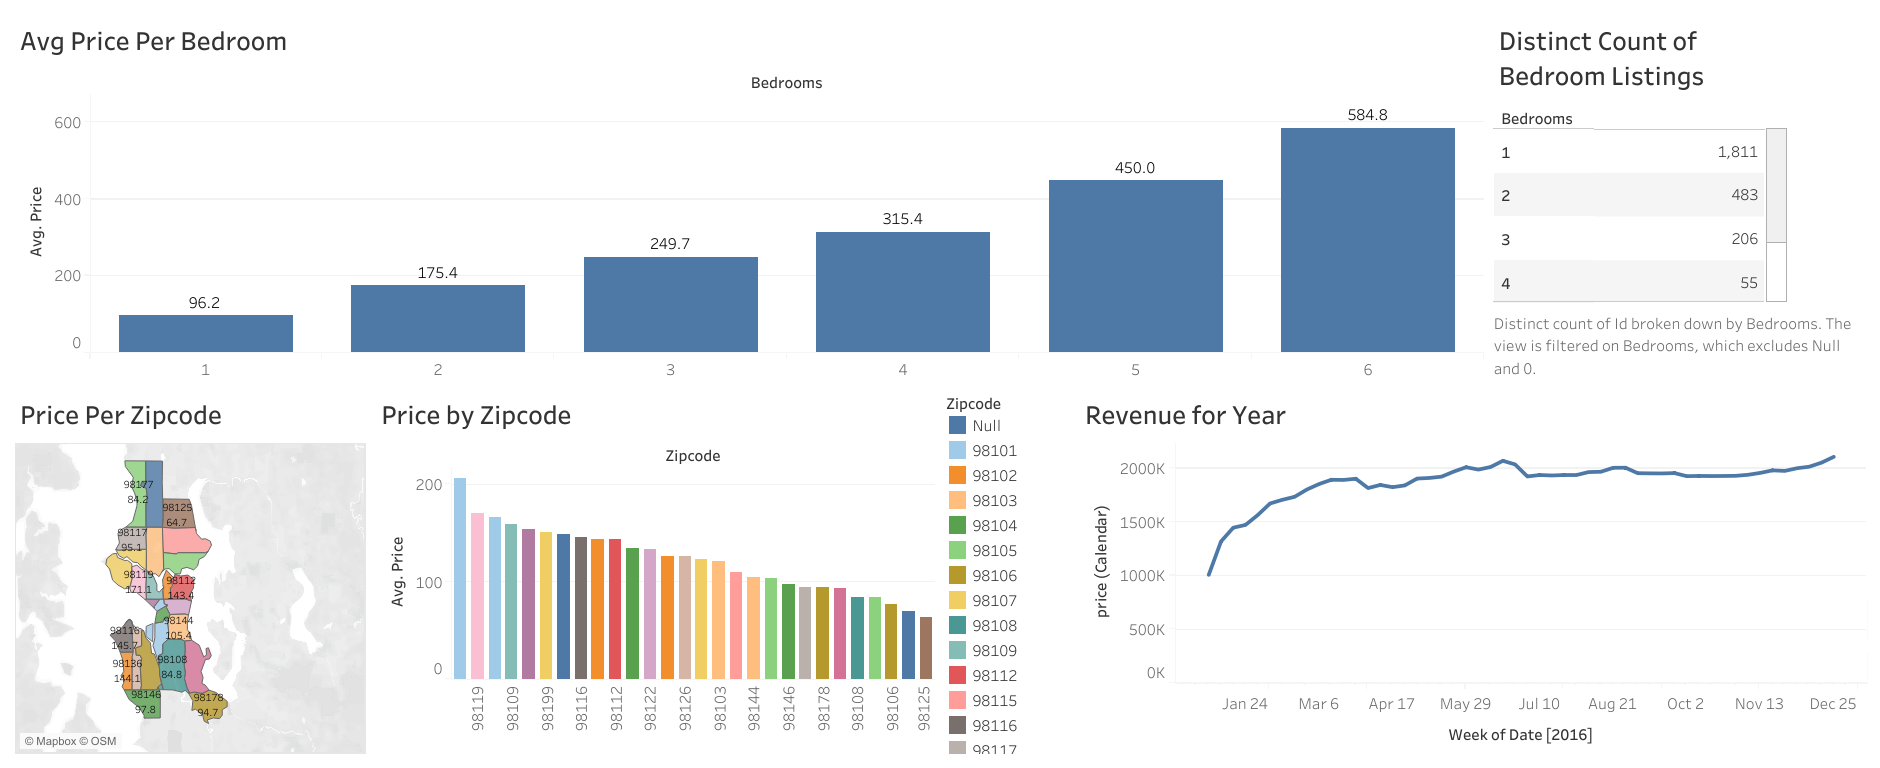 Avg Price Per Bedroom
Bedrooms
Avg. Price
600
400
200
0
96.2
175.4
249.7
315.4
450.0
584.8
1
2
3
4
5
6
Distinct Count of
Bedroom Listings
Bedrooms
1 1,811
2 483
3 206
4 55
Distinct count of Id broken down by Bedrooms. The
view is filtered on Bedrooms, which excludes Null
and 0.
Price Per Zipcode
84.2
98125
64.7
98117
95.1
98119
171.1
98112
143.4
98144
105.4
98116
145.7
98136
144.1
98108
84.8
98146
97.8
98178
94.7
© Mapbox © OSM
Price by Zipcode
Zipcode
Avg. Price
200
100
0
98119
98109
98199
98116
98112
98122
98126
98103
98144
98146
98178
98108
98106
98125
Zipcode
Null
98101
98102
98103
98104
98105
98106
98107
98108
98109
98112
98115
98116
98117
Revenue for Year
price (Calendar)
2000K
1500K
1000K
500K
0K
Jan 24
Mar 6
Apr 17
May 29
Jul 10
Aug 21
Oct 2
Nov 13
Dec 25
Week of Date [2016]